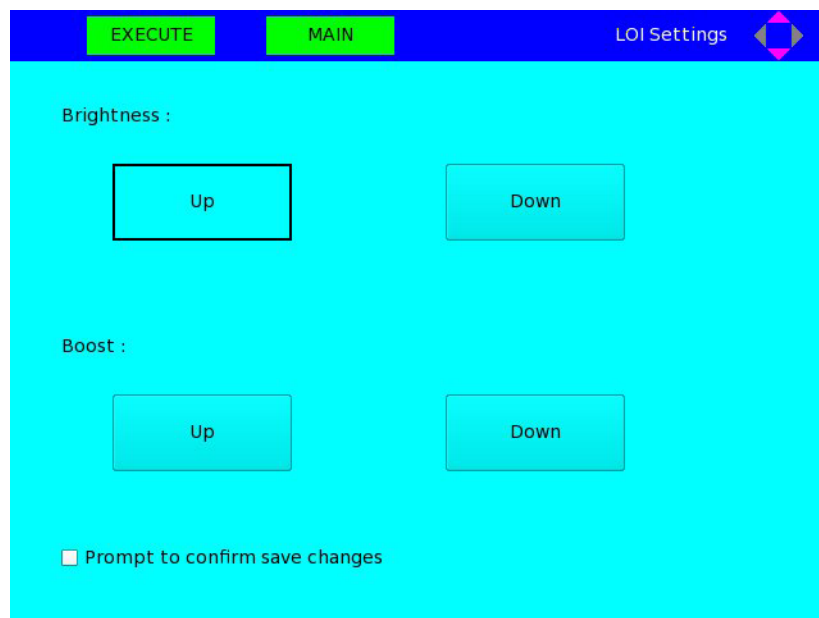 EXECUTE MAIN LOI Settings
Brightness :
Up Down
Boost :
Up Down
Prompt to confirm save changes